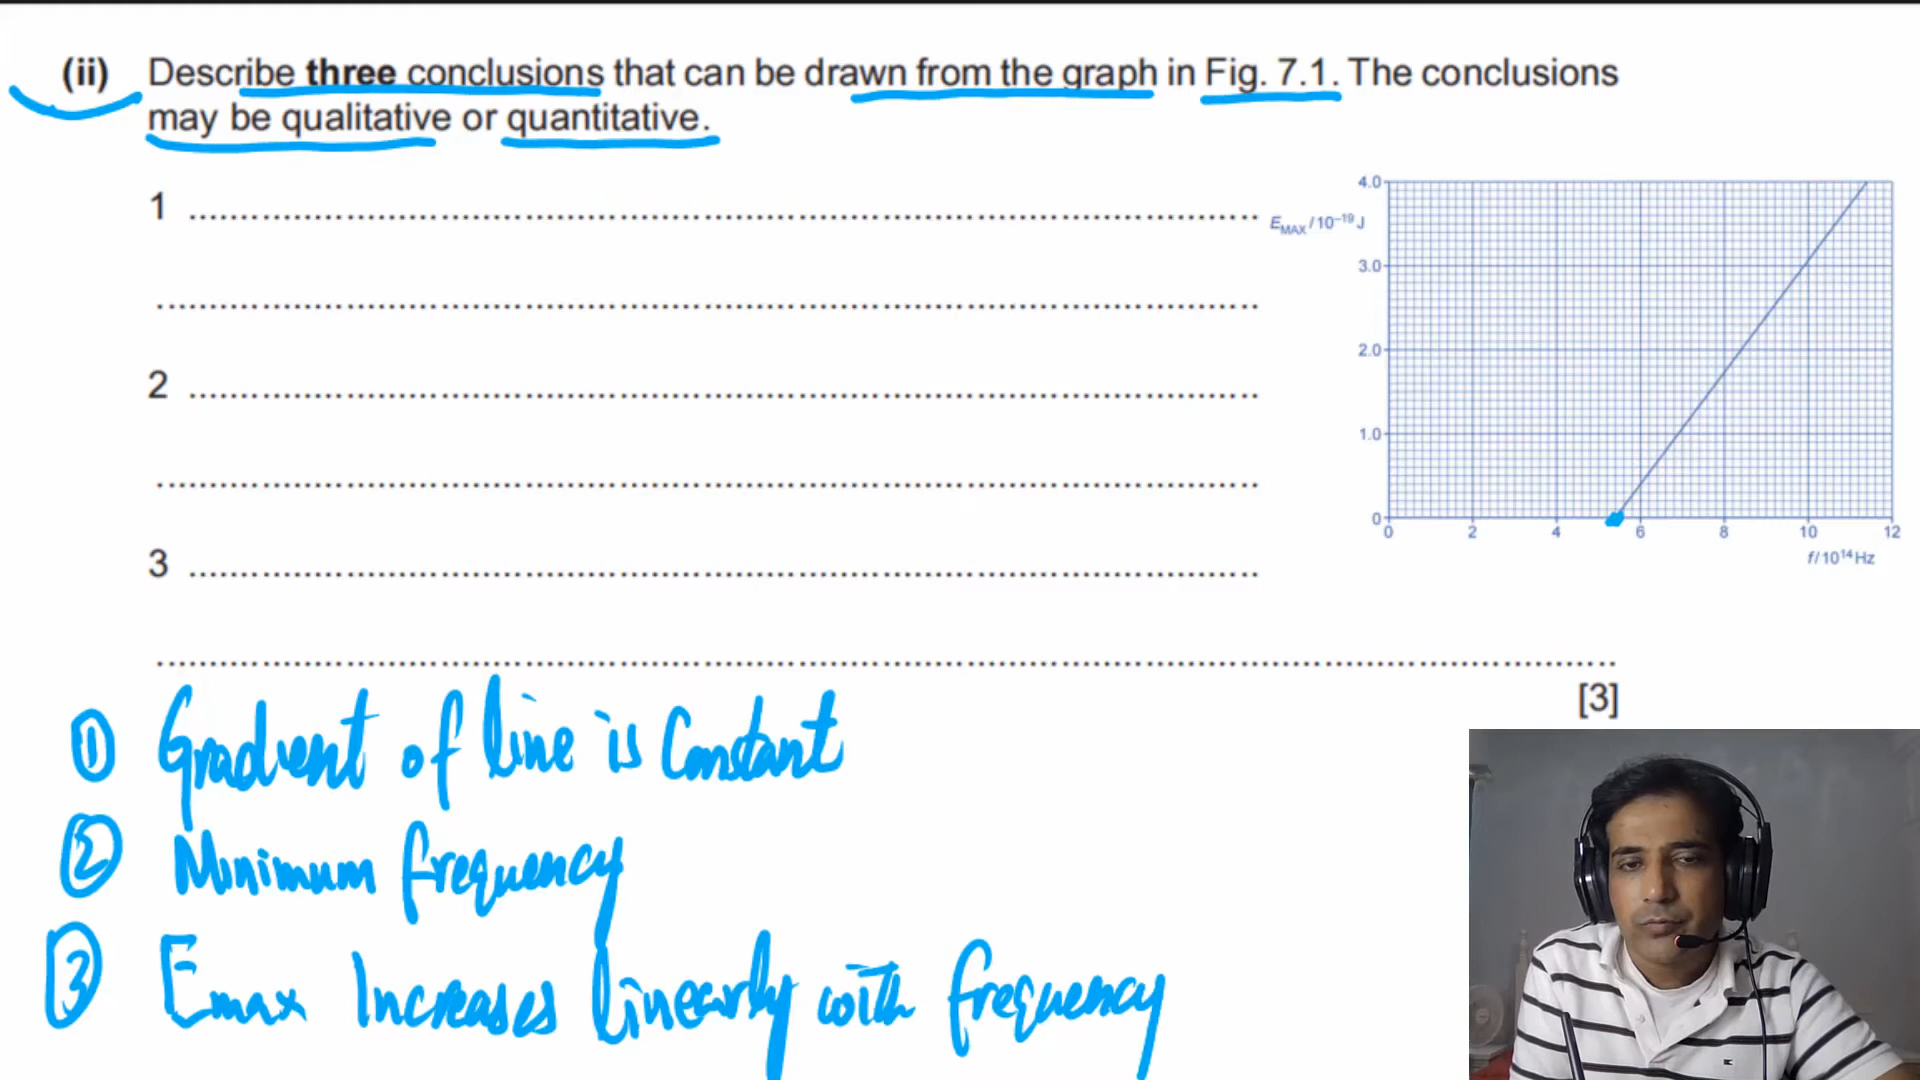 (ii) Describe three conclusions that can be drawn from the graph in Fig. 7.1. The conclusions
may be qualitative or quantitative.
1
2
3
[3]
4.0
E_MAX / 10^–19 J
3.0
2.0
1.0
0
0 2 4 6 8 10 12
f / 10^14 Hz
① Gradient of line is Constant
② Minimum frequency
③ Emax Increases linearly with frequency